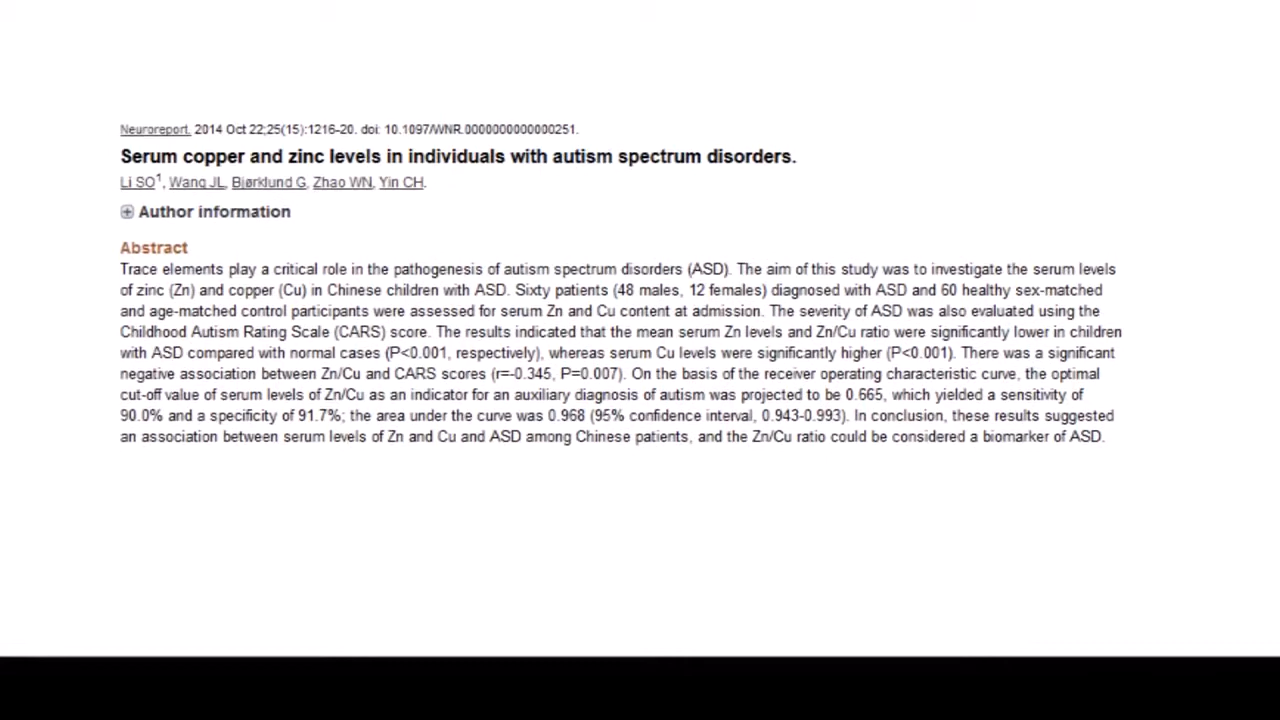 Neuroreport. 2014 Oct 22;25(15):1216-20. doi: 10.1097/WNR.0000000000000251.
Serum copper and zinc levels in individuals with autism spectrum disorders.
Li SO1, Wang JL, Bjørklund G, Zhao WN, Yin CH.
Author information
Abstract
Trace elements play a critical role in the pathogenesis of autism spectrum disorders (ASD). The aim of this study was to investigate the serum levels
of zinc (Zn) and copper (Cu) in Chinese children with ASD. Sixty patients (48 males, 12 females) diagnosed with ASD and 60 healthy sex-matched
and age-matched control participants were assessed for serum Zn and Cu content at admission. The severity of ASD was also evaluated using the
Childhood Autism Rating Scale (CARS) score. The results indicated that the mean serum Zn levels and Zn/Cu ratio were significantly lower in children
with ASD compared with normal cases (P<0.001, respectively), whereas serum Cu levels were significantly higher (P<0.001). There was a significant
negative association between Zn/Cu and CARS scores (r=-0.345, P=0.007). On the basis of the receiver operating characteristic curve, the optimal
cut-off value of serum levels of Zn/Cu as an indicator for an auxiliary diagnosis of autism was projected to be 0.665, which yielded a sensitivity of
90.0% and a specificity of 91.7%; the area under the curve was 0.968 (95% confidence interval, 0.943-0.993). In conclusion, these results suggested
an association between serum levels of Zn and Cu and ASD among Chinese patients, and the Zn/Cu ratio could be considered a biomarker of ASD.